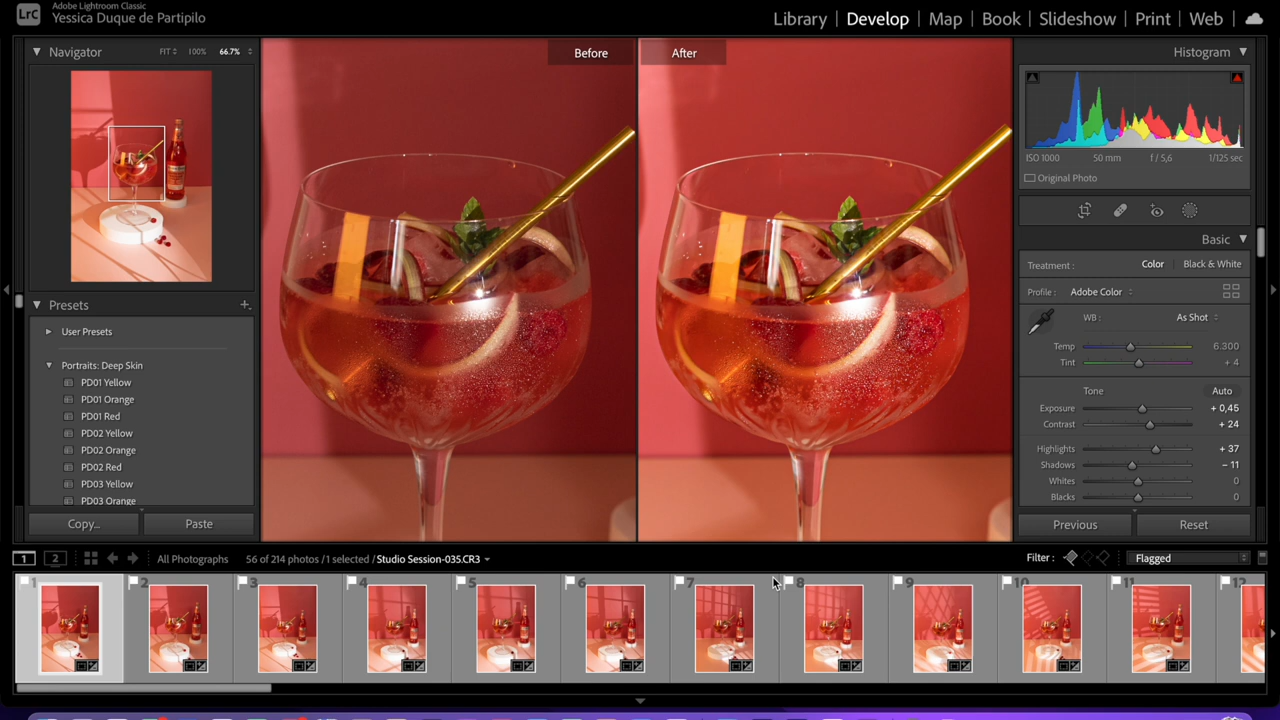 LrC
Adobe Lightroom Classic
Yessica Duque de Partipilo
Library
Develop
Map
Book
Slideshow
Print
Web
Navigator
FIT
100%
66.7%
Before
After
Histogram
ISO 1000
50 mm
f / 5,6
1/125 sec
Original Photo
Basic
Treatment :
Color
Black & White
Profile :
Adobe Color
WB :
As Shot
Temp
6.300
Tint
+ 4
Tone
Auto
Exposure
+ 0,45
Contrast
+ 24
Highlights
+ 37
Shadows
– 11
Whites
0
Blacks
0
Previous
Reset
Presets
User Presets
Portraits: Deep Skin
PD01 Yellow
PD01 Orange
PD01 Red
PD02 Yellow
PD02 Orange
PD02 Red
PD03 Yellow
PD03 Orange
Copy...
Paste
1
2
All Photographs
56 of 214 photos / 1 selected / Studio Session-035.CR3
Filter :
Flagged
1
2
3
4
5
6
7
8
9
10
11
12